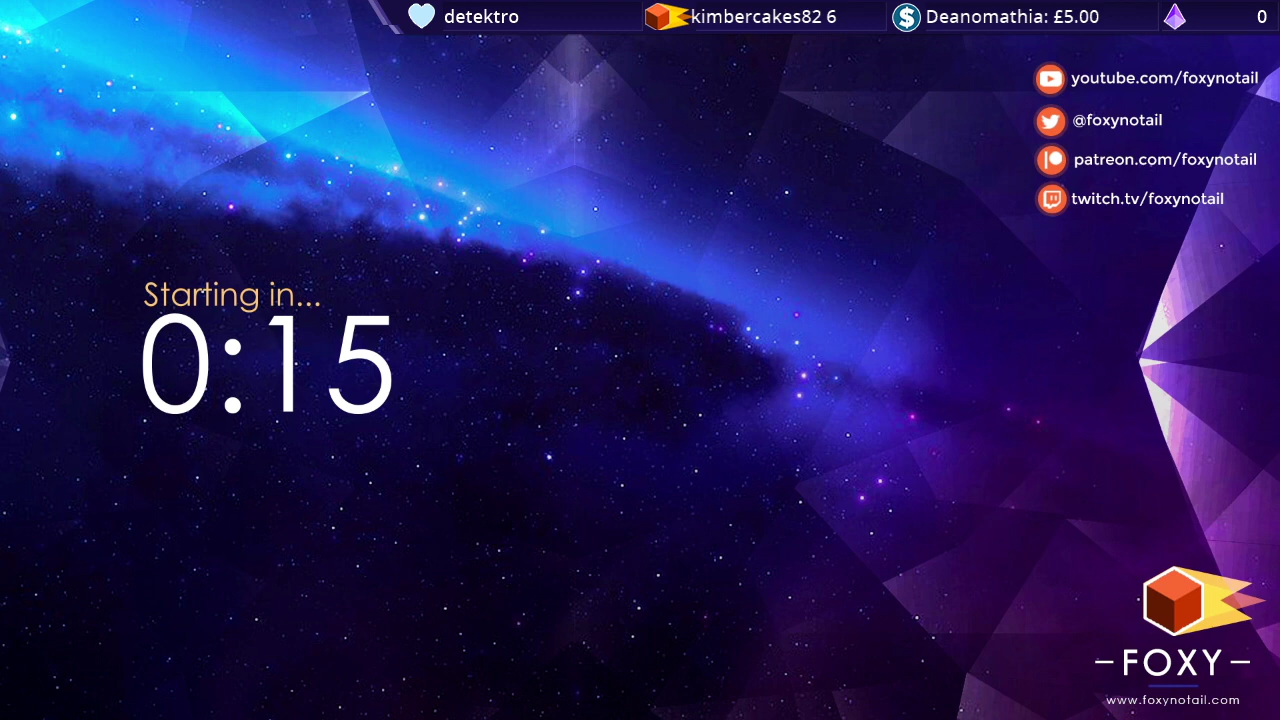 detektro
kimbercakes82 6
Deanomathia: £5.00
0
youtube.com/foxynotail
@foxynotail
patreon.com/foxynotail
twitch.tv/foxynotail
Starting in...
0:15
FOXY
www.foxynotail.com